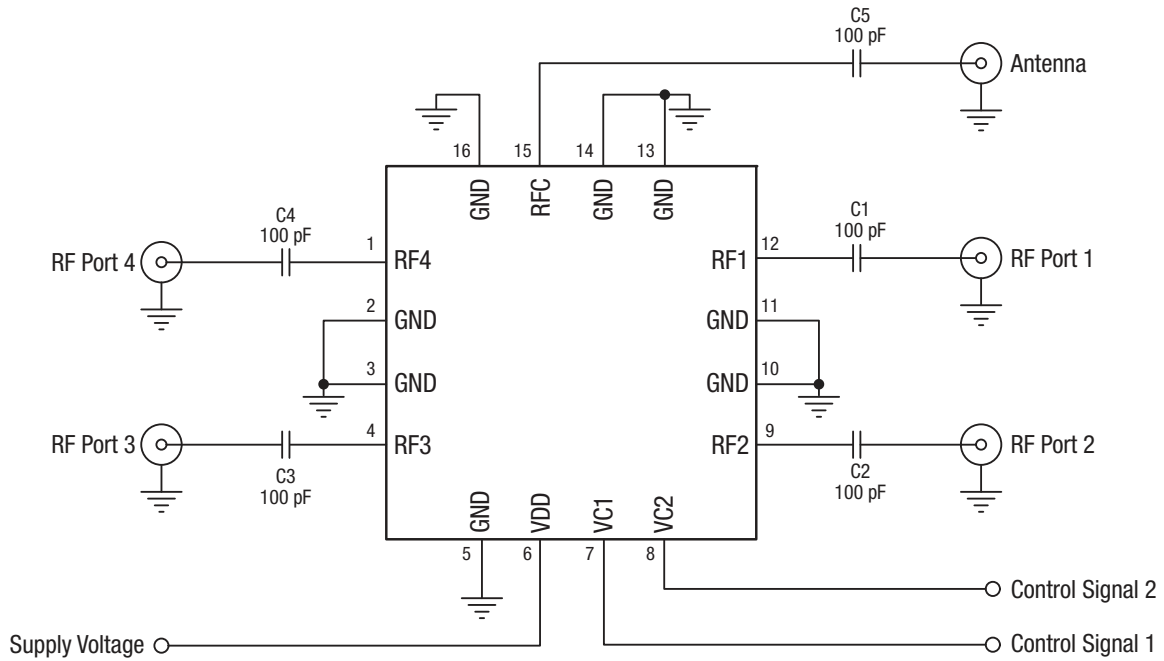 C5
100 pF
Antenna
16
15
14
13
GND
RFC
GND
GND
C4
100 pF
C1
100 pF
RF Port 4
1
RF4
RF1
12
RF Port 1
2
GND
GND
11
3
GND
GND
10
RF Port 3
4
RF3
RF2
9
RF Port 2
C3
100 pF
C2
100 pF
GND
VDD
VC1
VC2
5
6
7
8
Control Signal 2
Supply Voltage
Control Signal 1